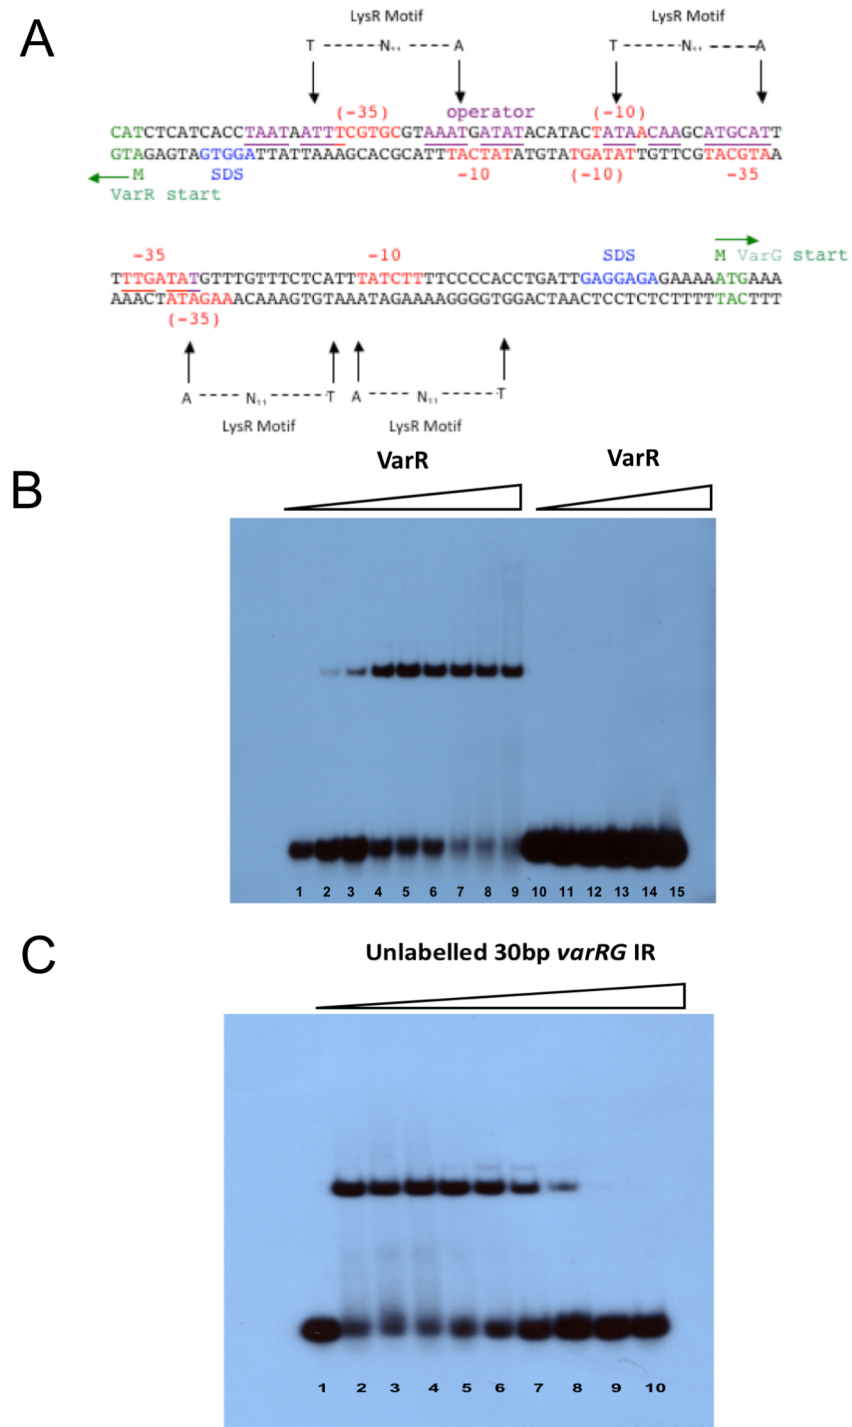 A
LysR Motif LysR Motif
T ------N₁₁ ----A T ------N₁₁ ----A
(-35) operator (-10)
CATCTCATCACCTAATAATTTCGTGCGTAAATGATATACATACTATAACAAGCATGCATT
GTAGAGTAGTGGATTATTAAAGCACGCATTTACTATATGTATGATATTGTTCGTACGTAA
M SDS -10 (-10) -35
VarR start
-35 -10 SDS M VarG start
TTTGATATGTTTGTTTCTCATTTATCTTTTCCCCACCTGATTGAGGAGAGAAAAATGAAA
AAACTATAGAAACAAAGTGTAAATAGAAAAGGGGTGGACTAACTCCTCTCTTTTTACTTT
(-35)
A ---- N₁₁ ------T A ---- N₁₁ ------T
LysR Motif LysR Motif
B
VarR VarR
1 2 3 4 5 6 7 8 9 10 11 12 13 14 15
C
Unlabelled 30bp varRG IR
1 2 3 4 5 6 7 8 9 10